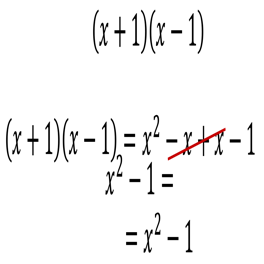 (x + 1)(x − 1)
(x + 1)(x − 1) = x² − x + x − 1
x² − 1 =
= x² − 1